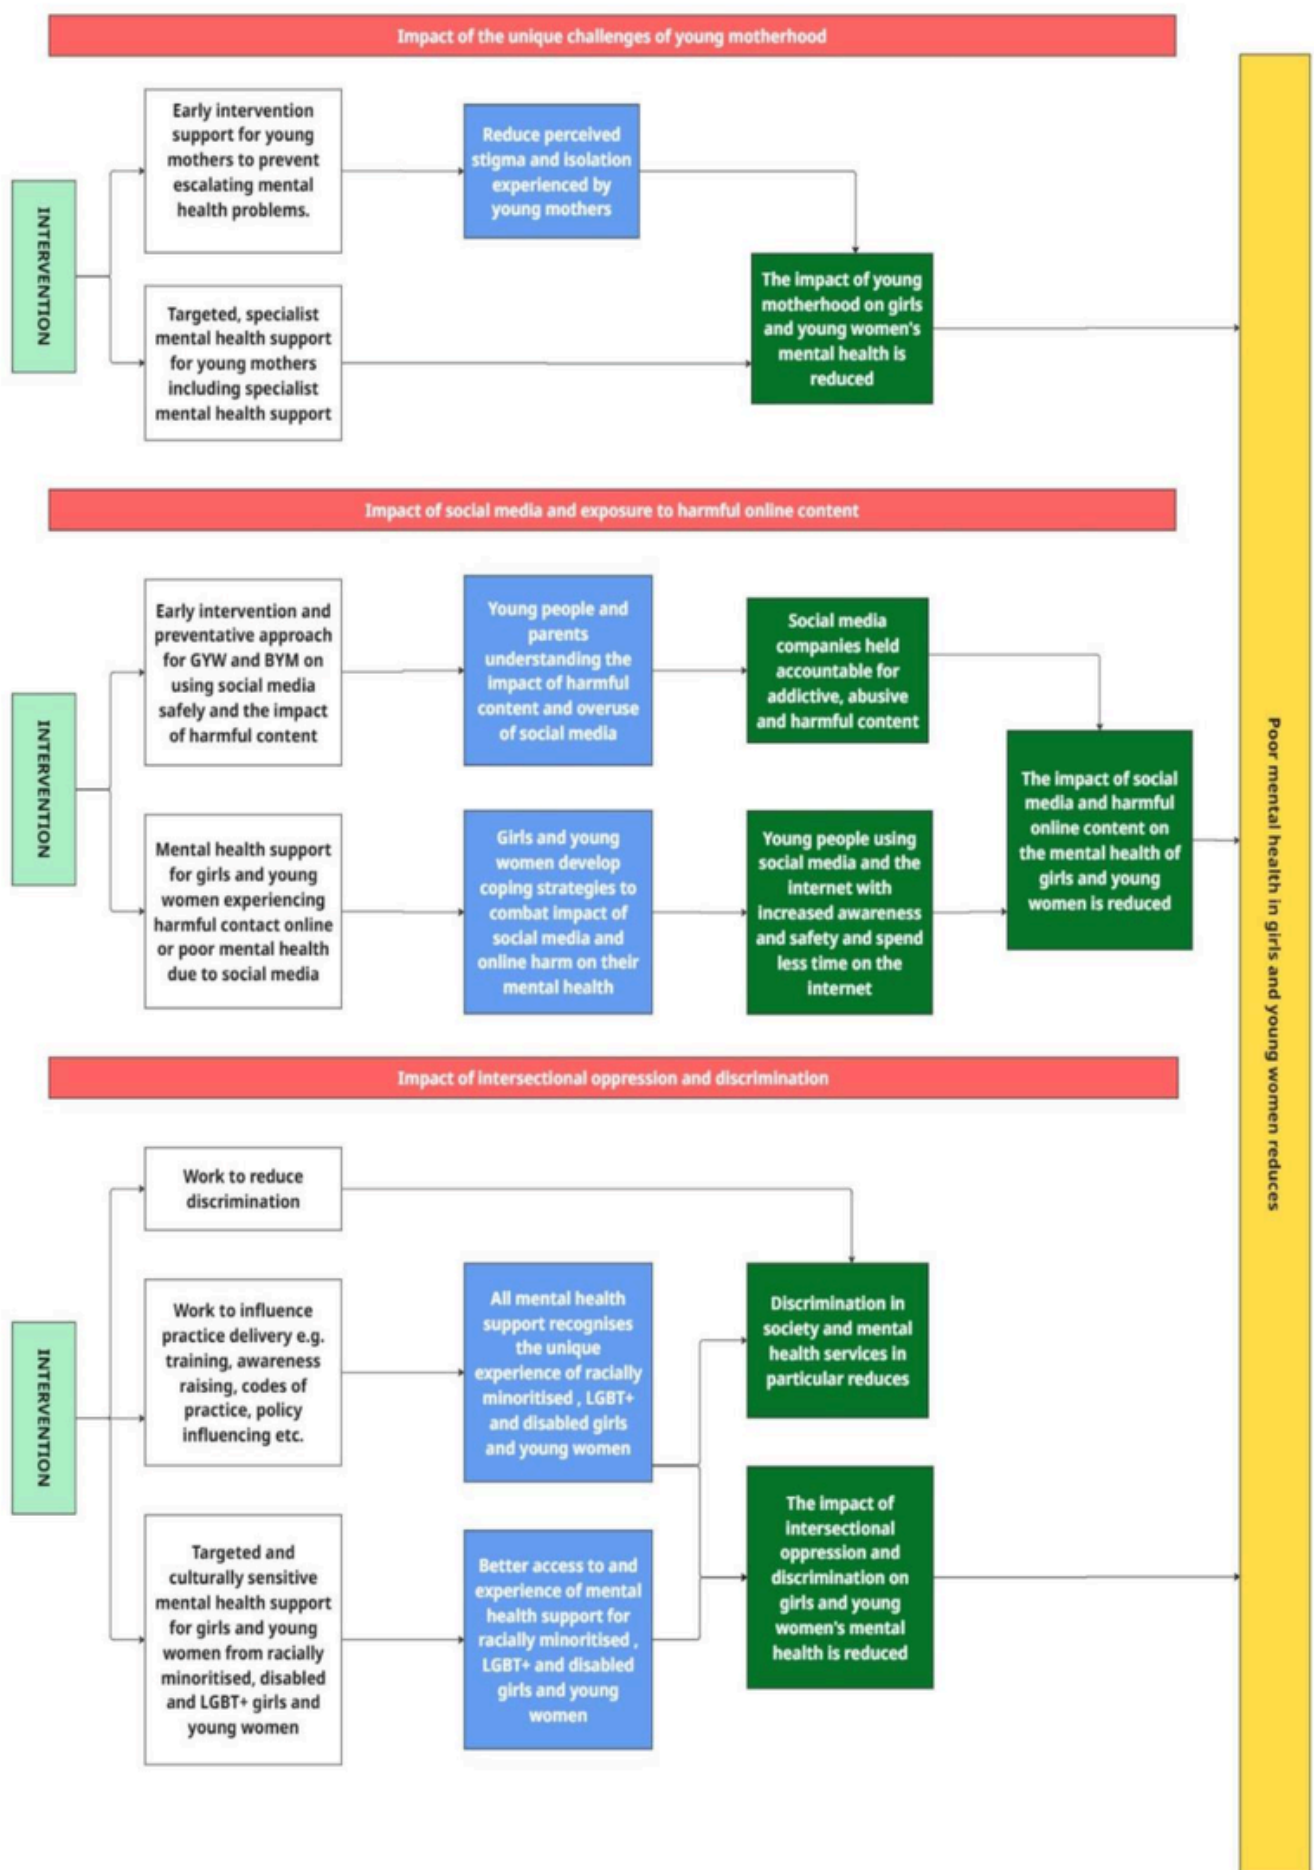 Impact of the unique challenges of young motherhood
INTERVENTION
Early intervention
support for young
mothers to prevent
escalating mental
health problems.
Reduce perceived
stigma and isolation
experienced by
young mothers
Targeted, specialist
mental health support
for young mothers
including specialist
mental health support
The impact of young
motherhood on girls
and young women's
mental health is
reduced
Impact of social media and exposure to harmful online content
INTERVENTION
Early intervention and
preventative approach
for GYW and BYM on
using social media
safely and the impact
of harmful content
Young people and
parents
understanding the
impact of harmful
content and overuse
of social media
Social media
companies held
accountable for
addictive, abusive
and harmful content
Mental health support
for girls and young
women experiencing
harmful contact online
or poor mental health
due to social media
Girls and young
women develop
coping strategies to
combat impact of
social media and
online harm on their
mental health
Young people using
social media and the
internet with
increased awareness
and safety and spend
less time on the
internet
The impact of social
media and harmful
online content on
the mental health of
girls and young
women is reduced
Impact of intersectional oppression and discrimination
INTERVENTION
Work to reduce
discrimination
Work to influence
practice delivery e.g.
training, awareness
raising, codes of
practice, policy
influencing etc.
All mental health
support recognises
the unique
experience of racially
minoritised , LGBT+
and disabled girls
and young women
Discrimination in
society and mental
health services in
particular reduces
Targeted and
culturally sensitive
mental health support
for girls and young
women from racially
minoritised, disabled
and LGBT+ girls and
young women
Better access to and
experience of mental
health support for
racially minoritised ,
LGBT+ and disabled
girls and young
women
The impact of
intersectional
oppression and
discrimination on
girls and young
women's mental
health is reduced
Poor mental health in girls and young women reduces